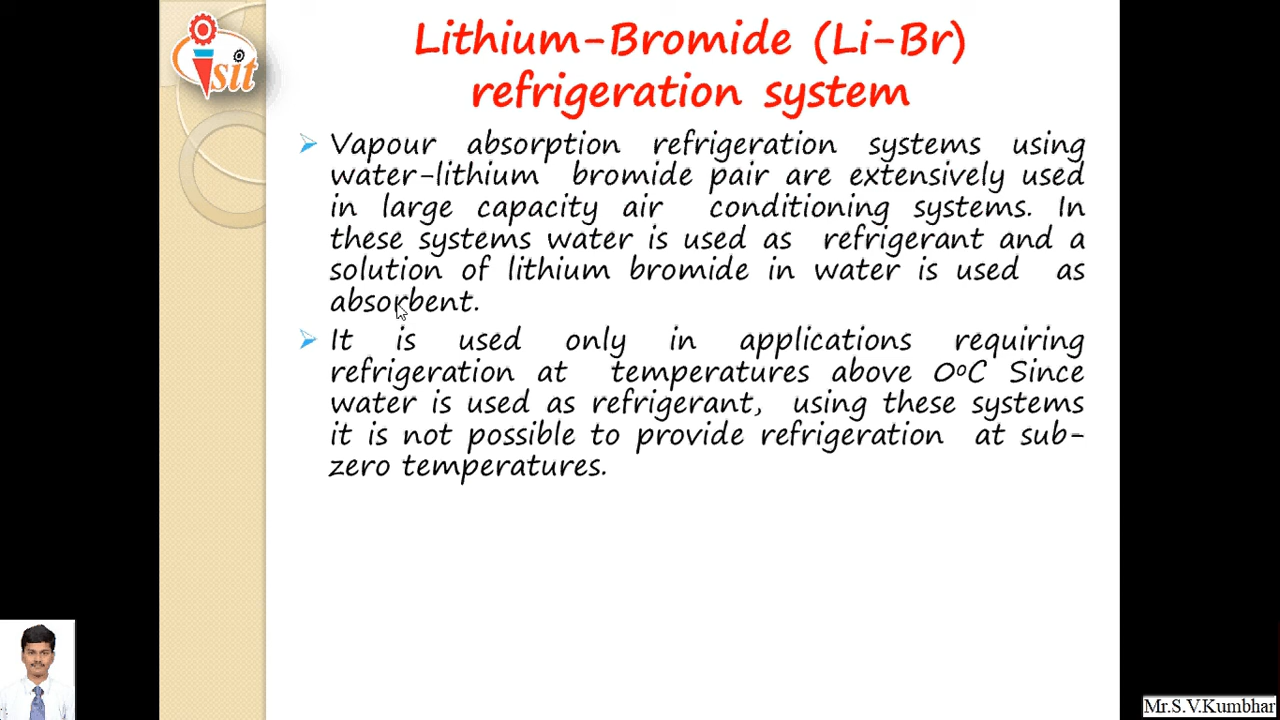 sit
Lithium-Bromide (Li-Br)
refrigeration system
Vapour absorption refrigeration systems using
water-lithium bromide pair are extensively used
in large capacity air conditioning systems. In
these systems water is used as refrigerant and a
solution of lithium bromide in water is used as
absorbent.
It is used only in applications requiring
refrigeration at temperatures above 0ºC Since
water is used as refrigerant, using these systems
it is not possible to provide refrigeration at sub-
zero temperatures.
Mr.S.V.Kumbhar